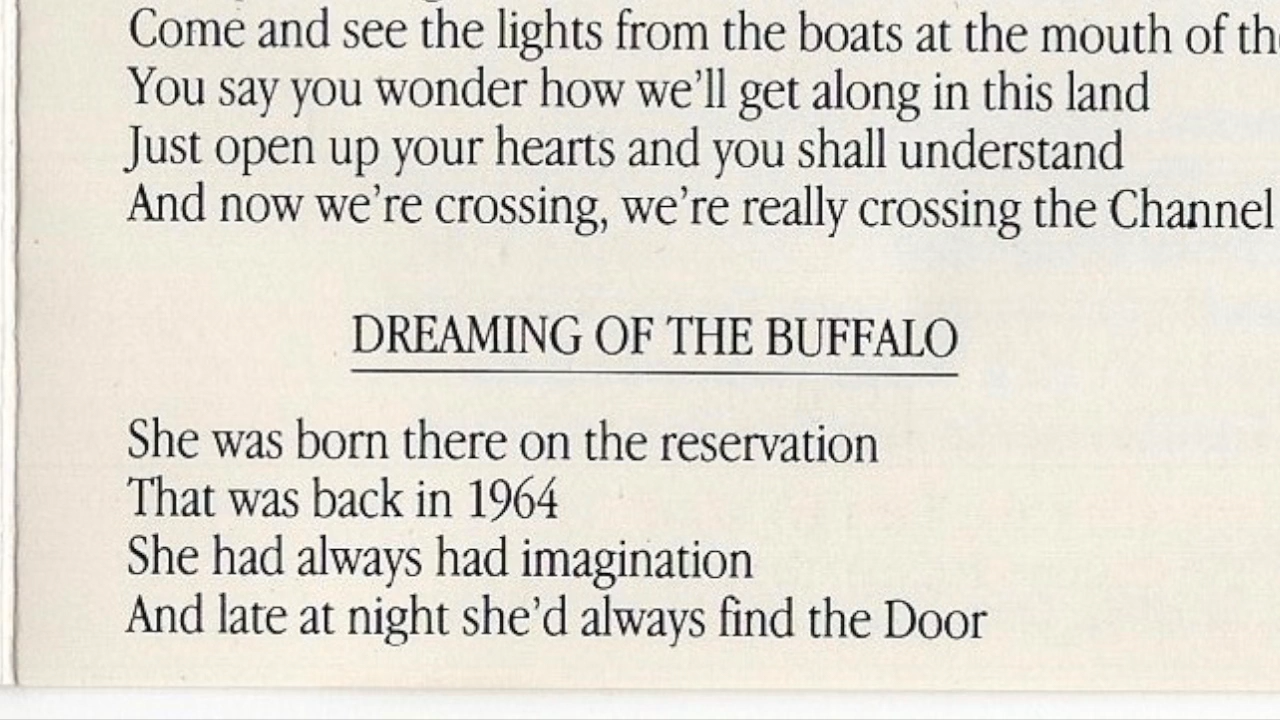 Come and see the lights from the boats at the mouth of
You say you wonder how we'll get along in this land
Just open up your hearts and you shall understand
And now we're crossing, we're really crossing the Channel
DREAMING OF THE BUFFALO
She was born there on the reservation
That was back in 1964
She had always had imagination
And late at night she'd always find the Door